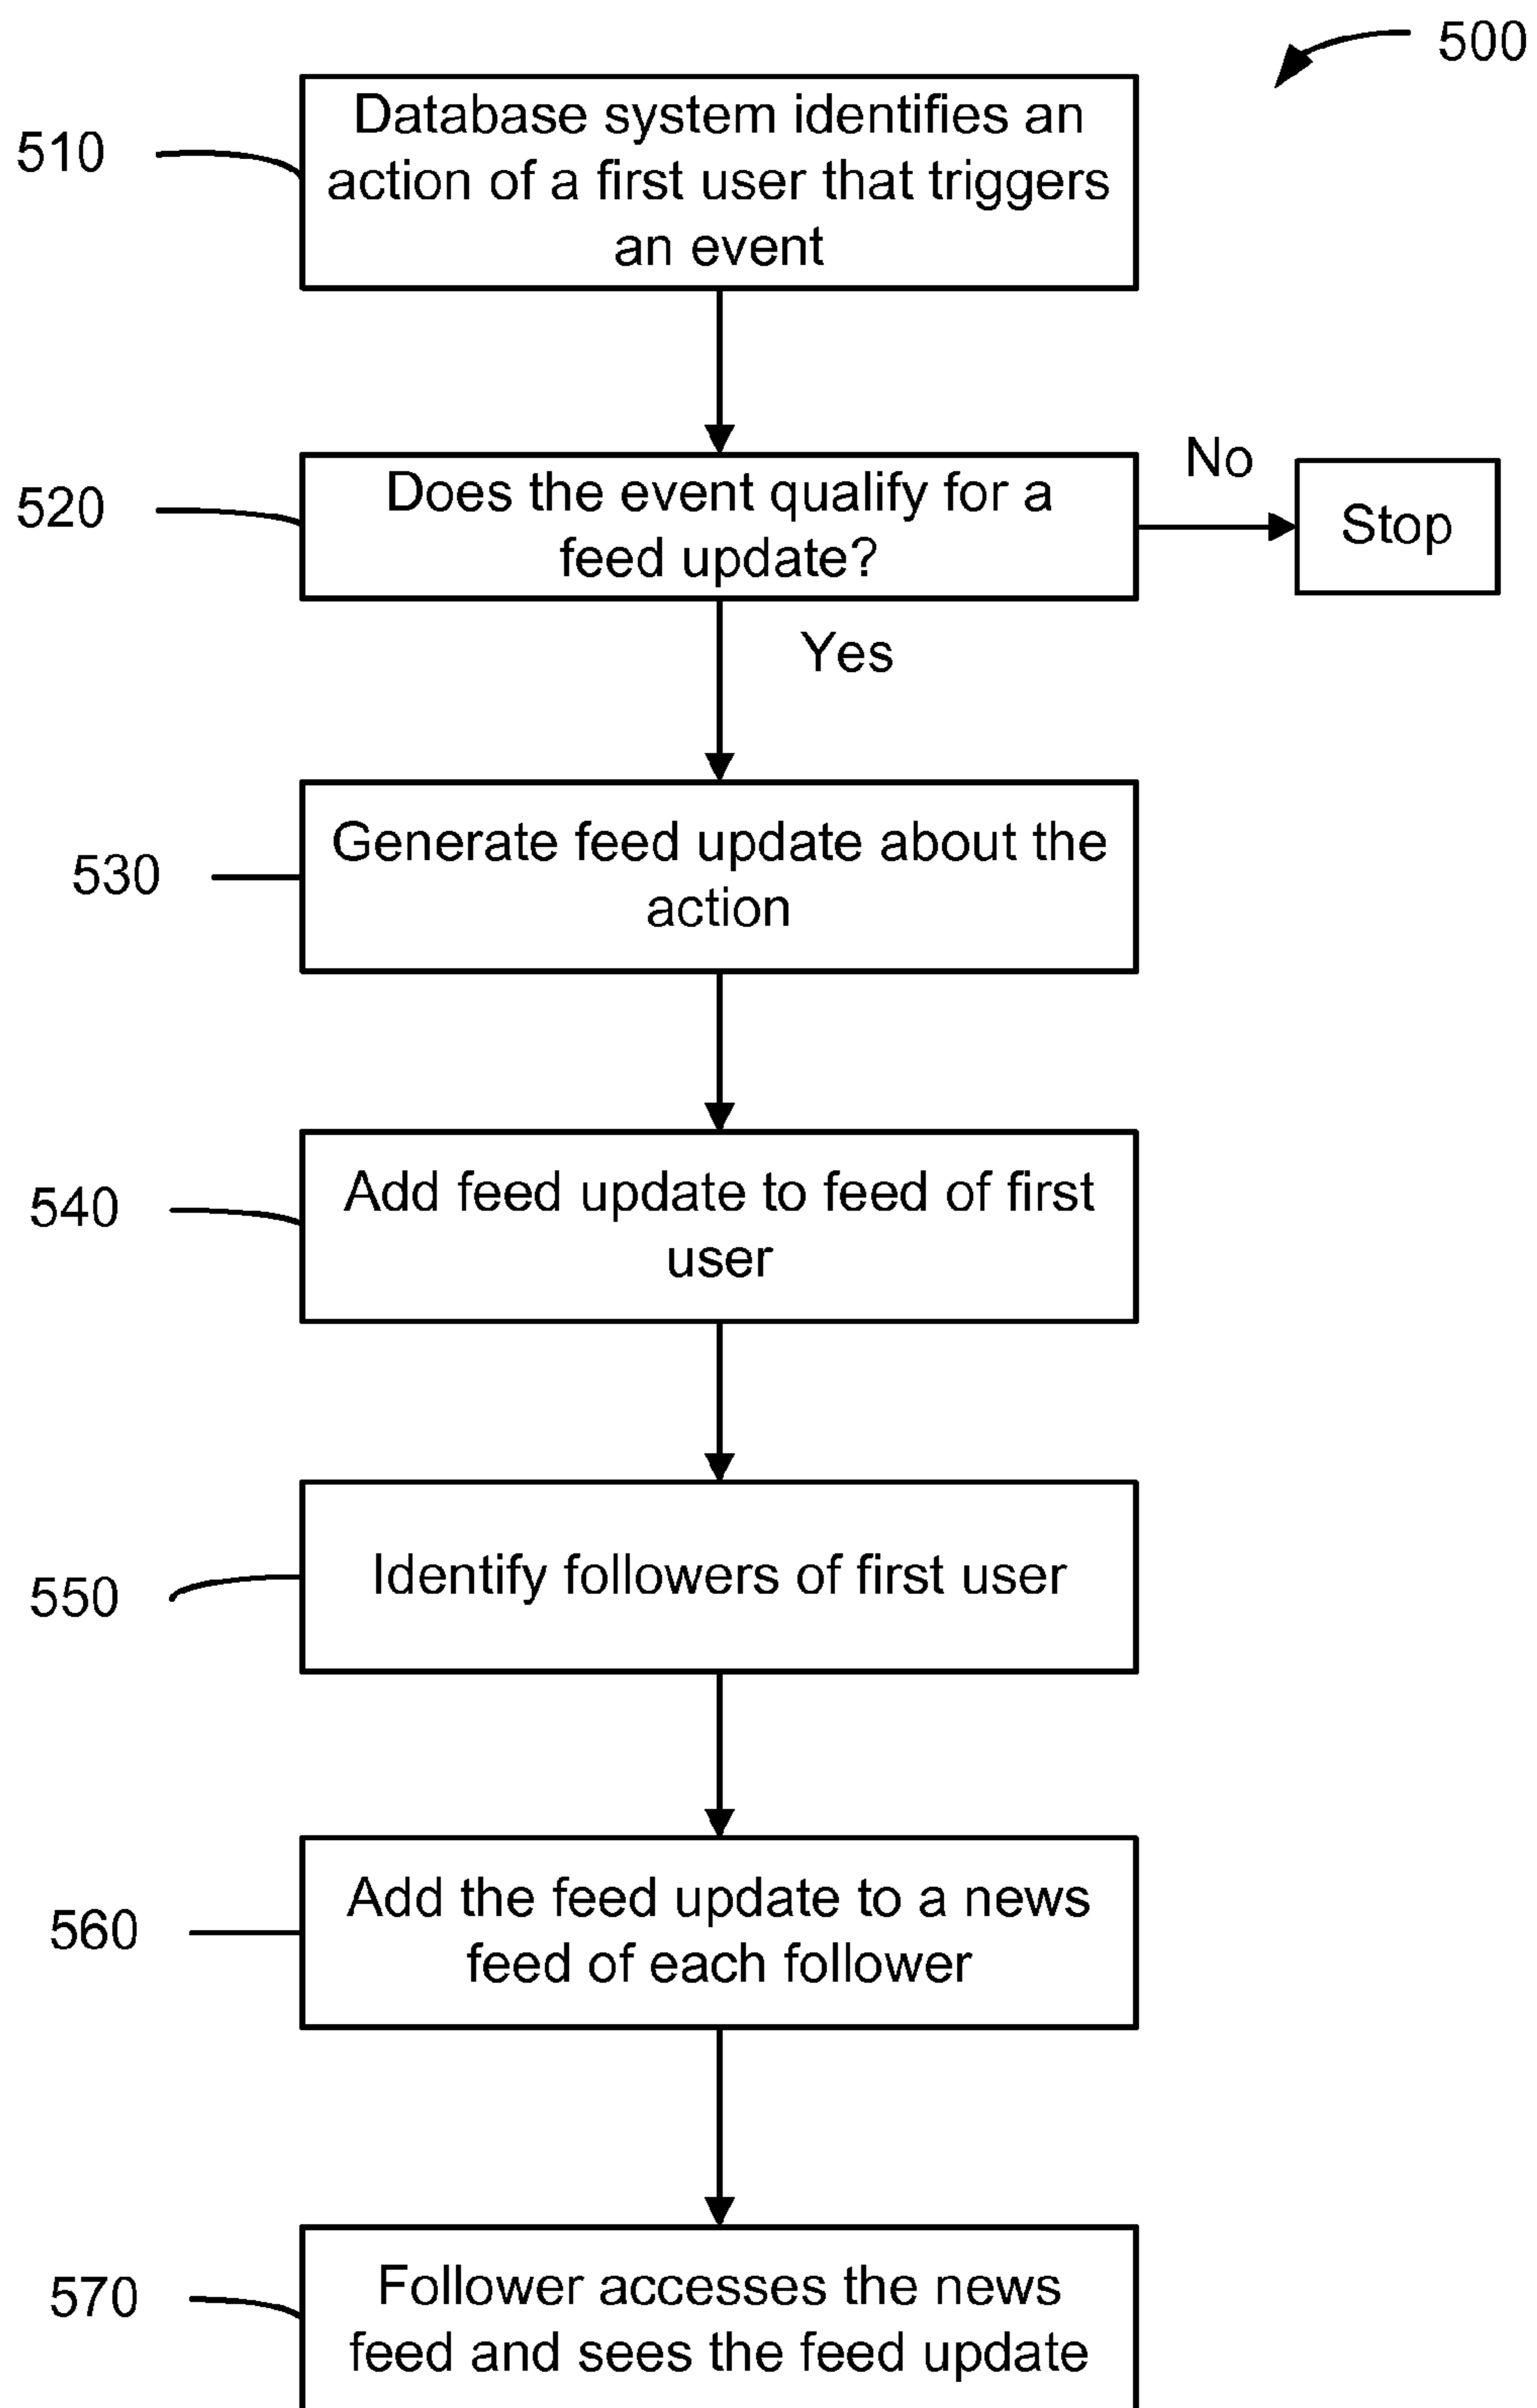 500
510
Database system identifies an
action of a first user that triggers
an event
520
Does the event qualify for a
feed update?
No
Stop
Yes
530
Generate feed update about the
action
540
Add feed update to feed of first
user
550
Identify followers of first user
560
Add the feed update to a news
feed of each follower
570
Follower accesses the news
feed and sees the feed update